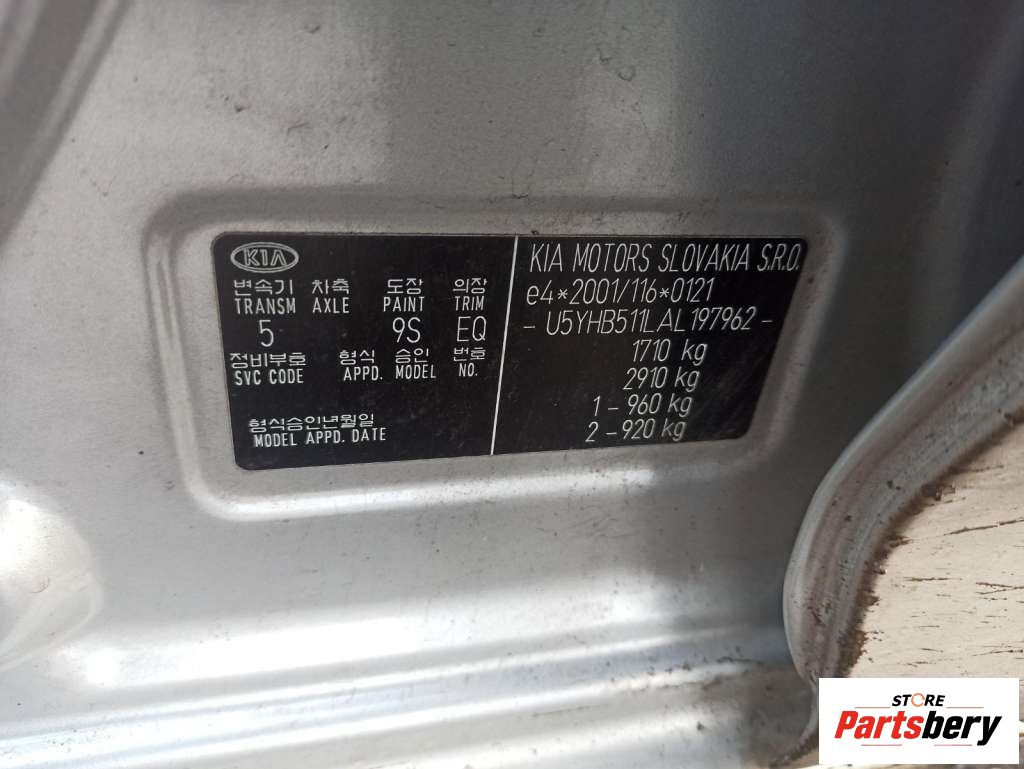 KIA
변속기 차축 도장 의장
TRANSM AXLE PAINT TRIM
5 9S EQ
정비부호 형식 승인 번호
SVC CODE APPD. MODEL NO.
형식승인년월일
MODEL APPD. DATE
KIA MOTORS SLOVAKIA S.R.O.
e4*2001/116*0121
- U5YHB511LAL197962 -
1710 kg
2910 kg
1 - 960 kg
2 - 920 kg
STORE
Partsbery